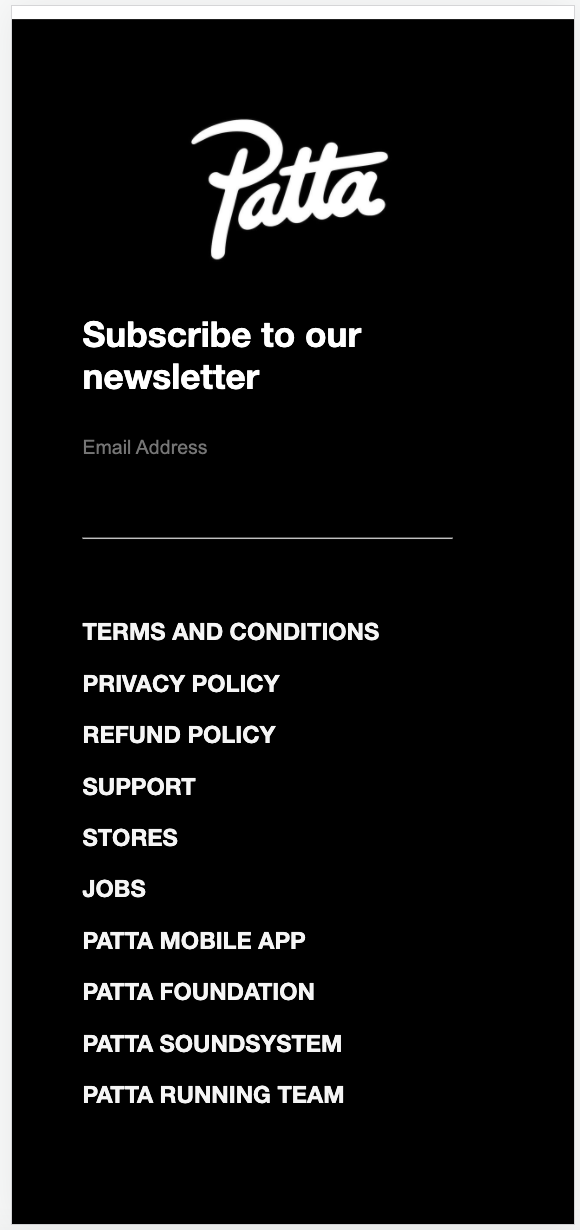 Patta
Subscribe to our
newsletter
Email Address
TERMS AND CONDITIONS
PRIVACY POLICY
REFUND POLICY
SUPPORT
STORES
JOBS
PATTA MOBILE APP
PATTA FOUNDATION
PATTA SOUNDSYSTEM
PATTA RUNNING TEAM